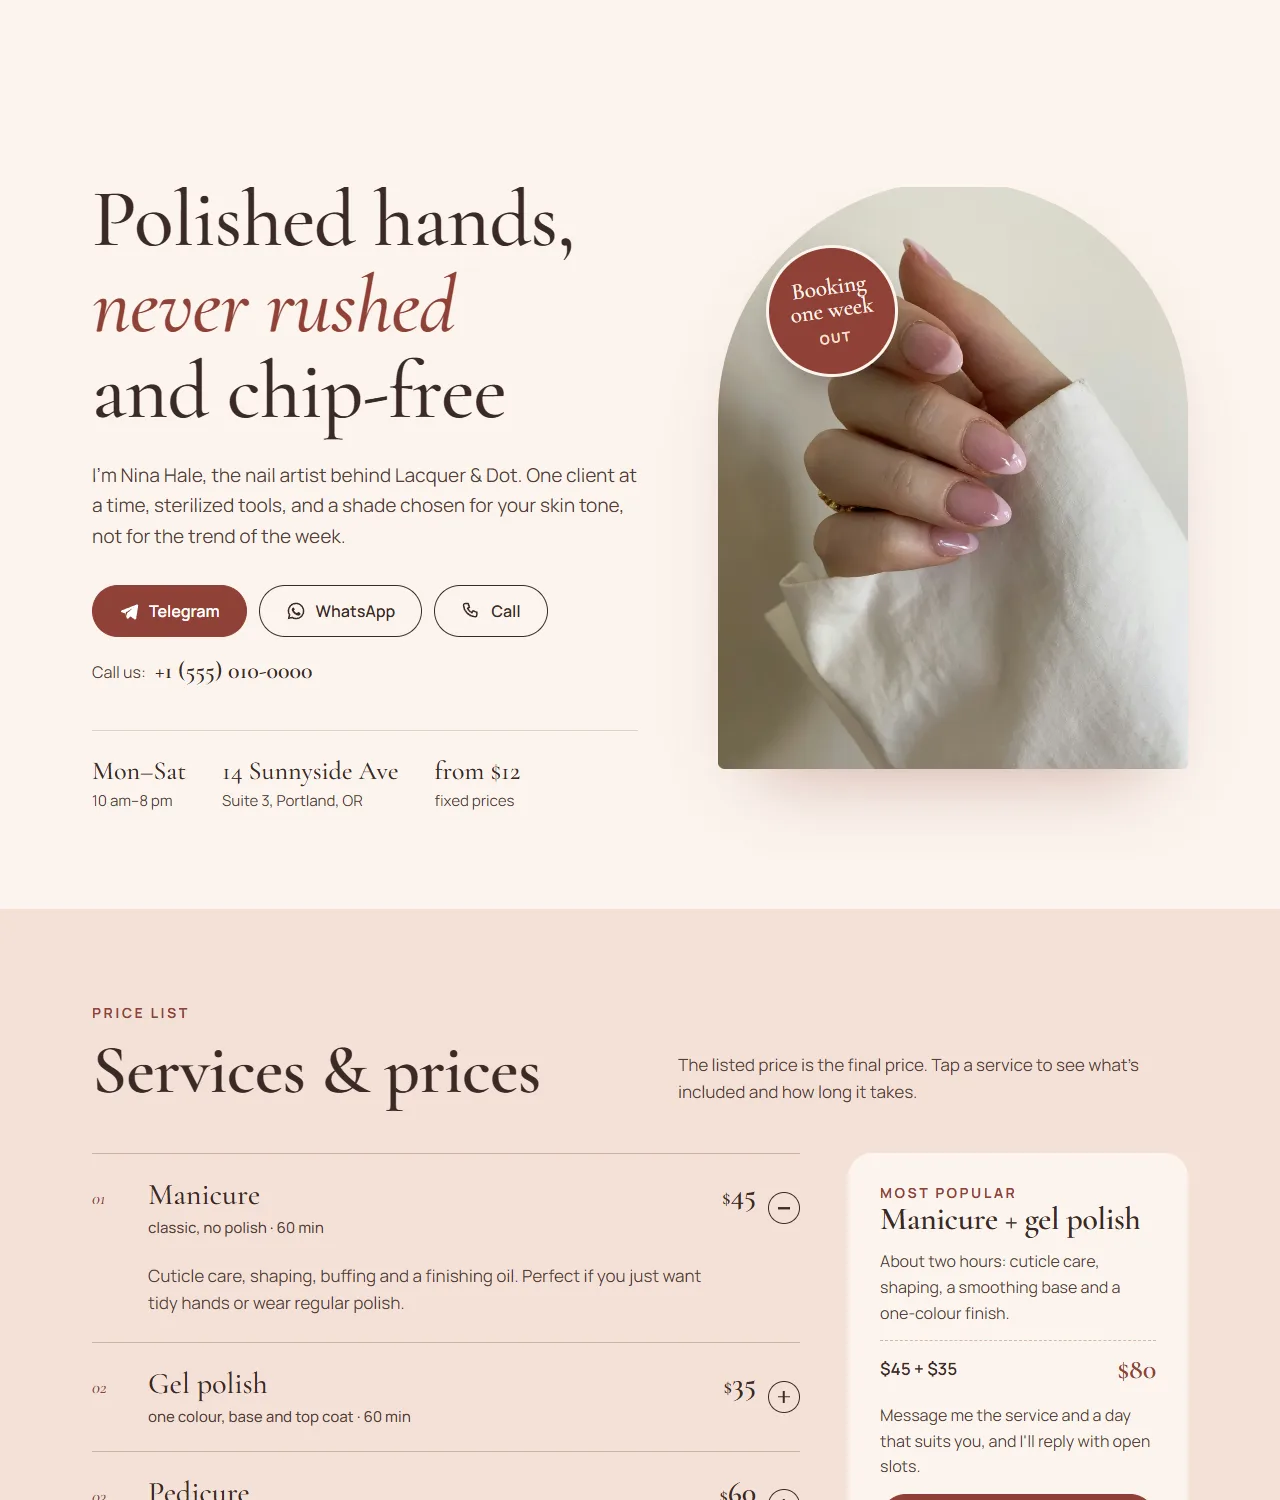 Polished hands,
never rushed
and chip-free
I'm Nina Hale, the nail artist behind Lacquer & Dot. One client at
a time, sterilized tools, and a shade chosen for your skin tone,
not for the trend of the week.
Telegram
WhatsApp
Call
Call us: +1 (555) 010-0000
Mon–Sat
10 am–8 pm
14 Sunnyside Ave
Suite 3, Portland, OR
from $12
fixed prices
Booking
one week
OUT
PRICE LIST
Services & prices
The listed price is the final price. Tap a service to see what's
included and how long it takes.
01
Manicure
classic, no polish · 60 min
$45
Cuticle care, shaping, buffing and a finishing oil. Perfect if you just want
tidy hands or wear regular polish.
02
Gel polish
one colour, base and top coat · 60 min
$35
03
Pedicure
$60
MOST POPULAR
Manicure + gel polish
About two hours: cuticle care,
shaping, a smoothing base and a
one-colour finish.
$45 + $35
$80
Message me the service and a day
that suits you, and I'll reply with open
slots.